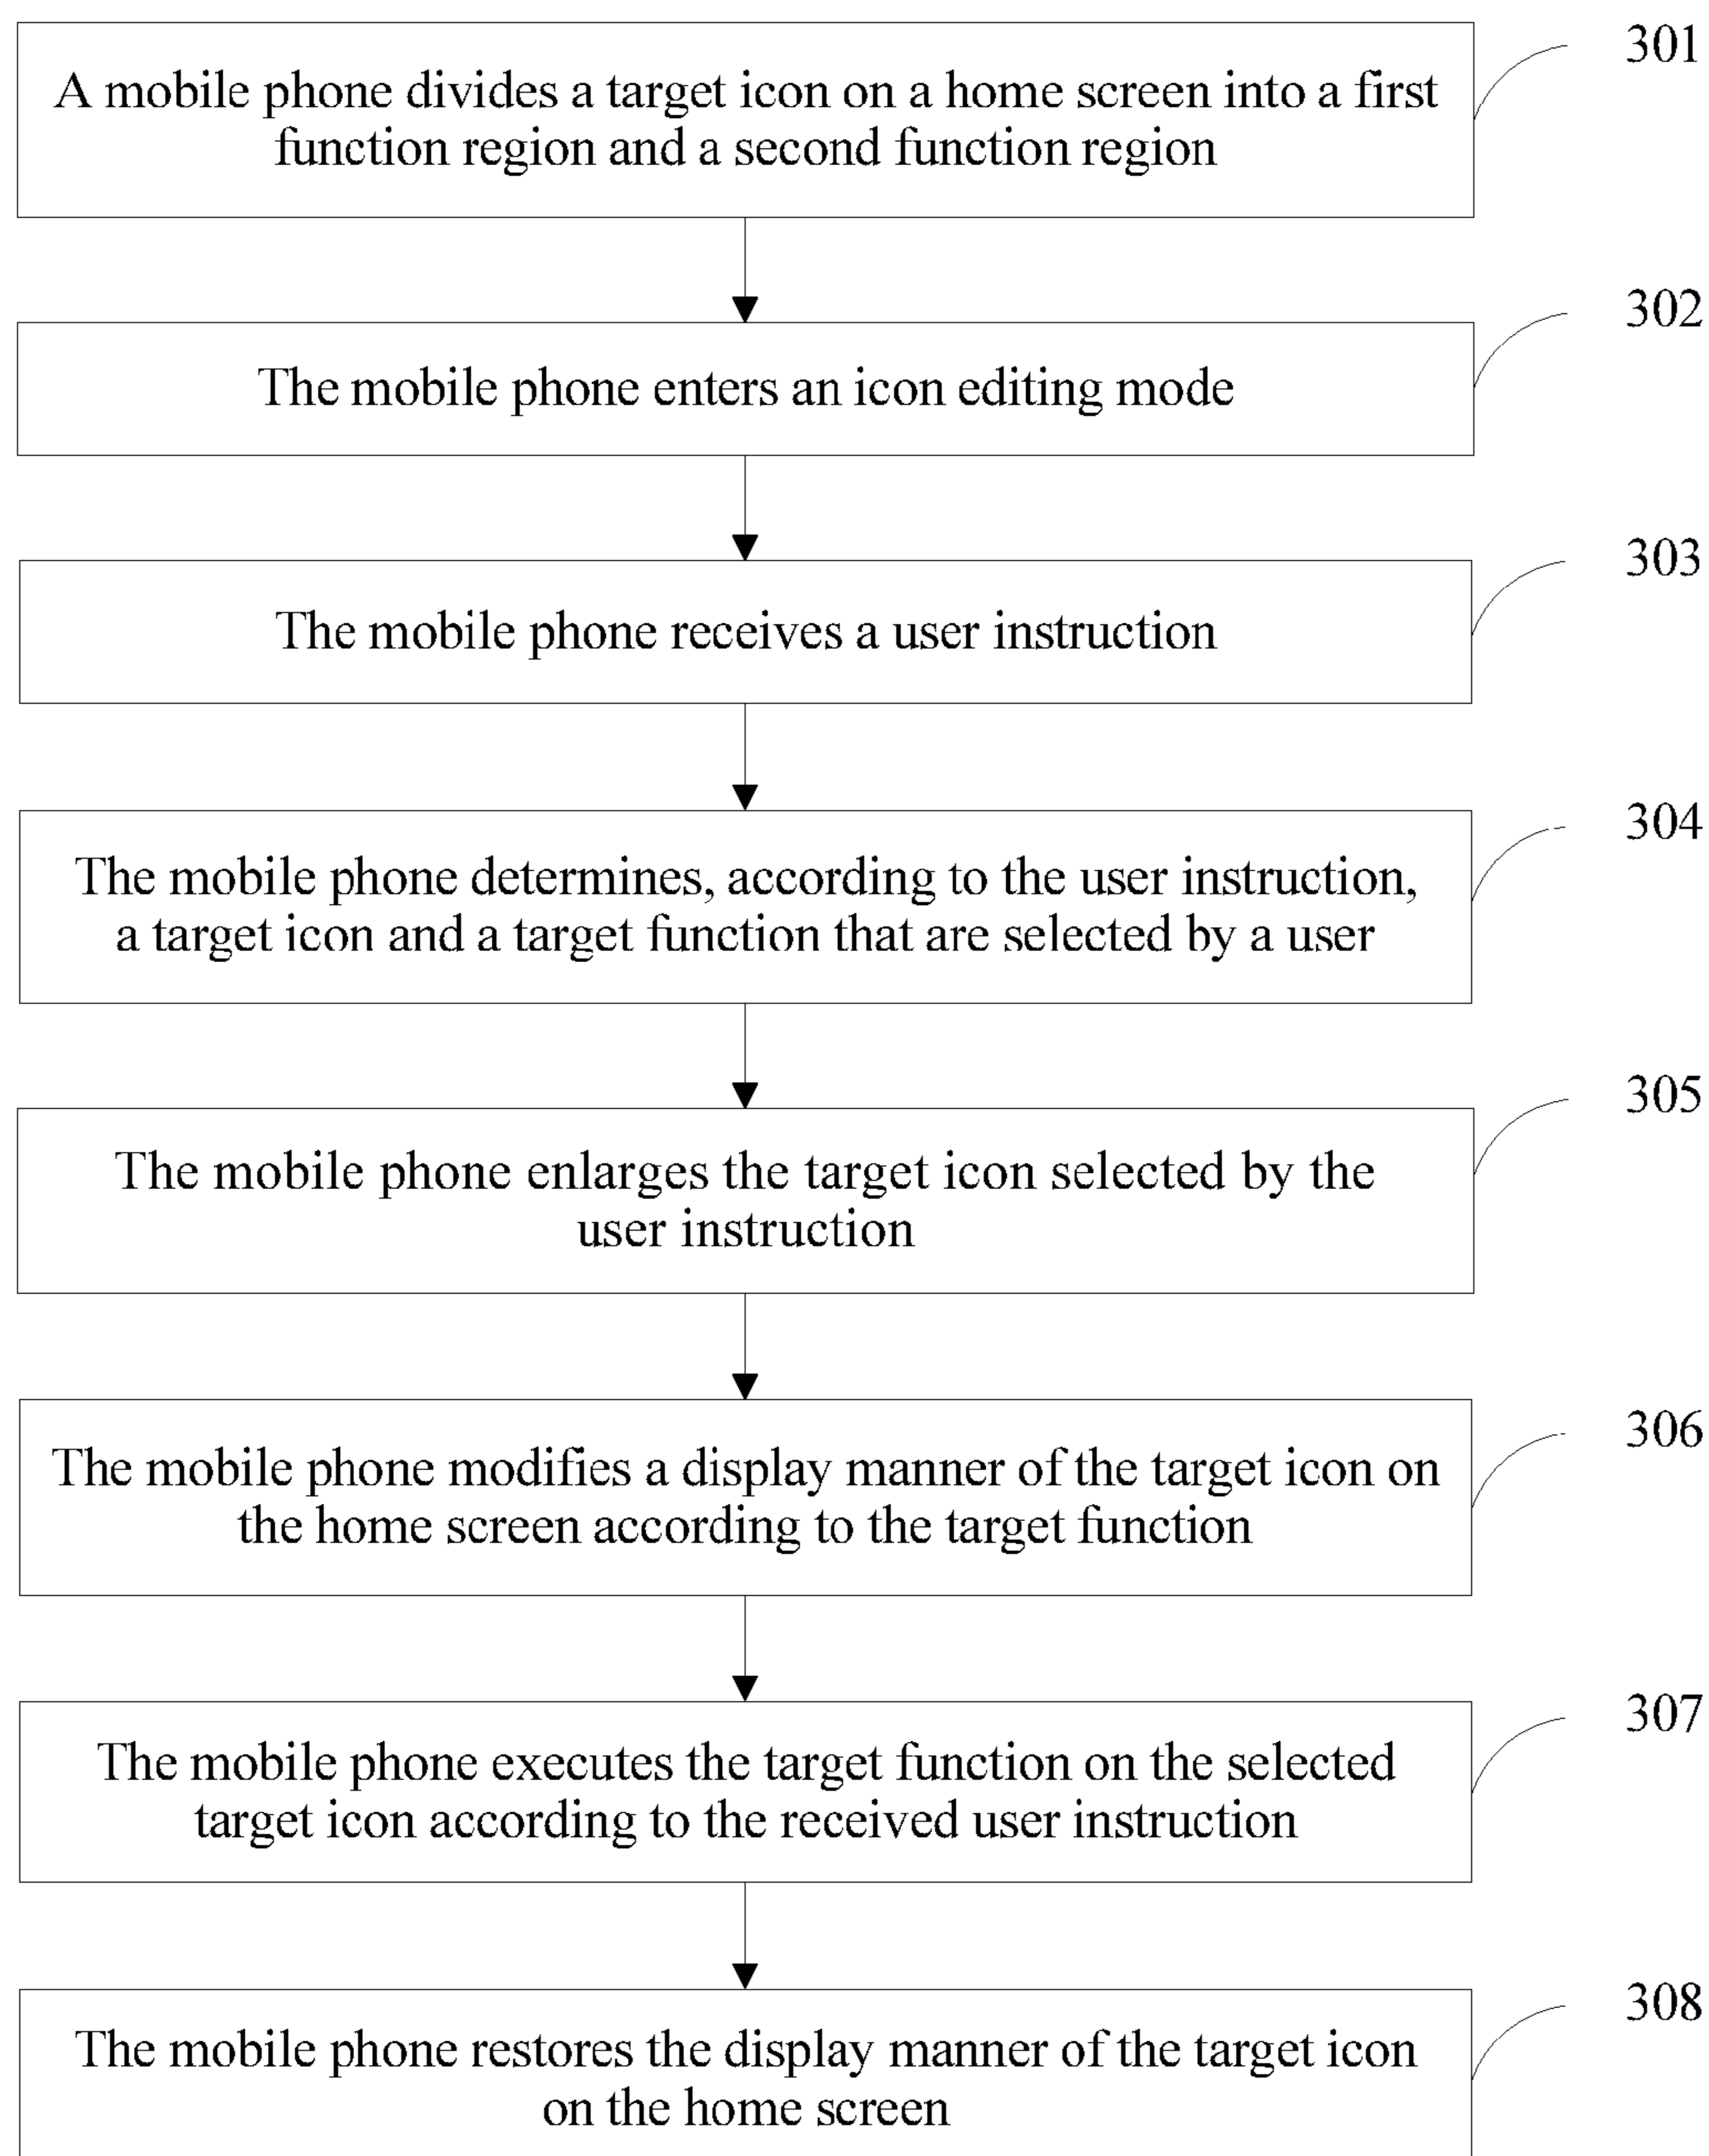 301
A mobile phone divides a target icon on a home screen into a first
function region and a second function region
302
The mobile phone enters an icon editing mode
303
The mobile phone receives a user instruction
304
The mobile phone determines, according to the user instruction,
a target icon and a target function that are selected by a user
305
The mobile phone enlarges the target icon selected by the
user instruction
306
The mobile phone modifies a display manner of the target icon on
the home screen according to the target function
307
The mobile phone executes the target function on the selected
target icon according to the received user instruction
308
The mobile phone restores the display manner of the target icon
on the home screen